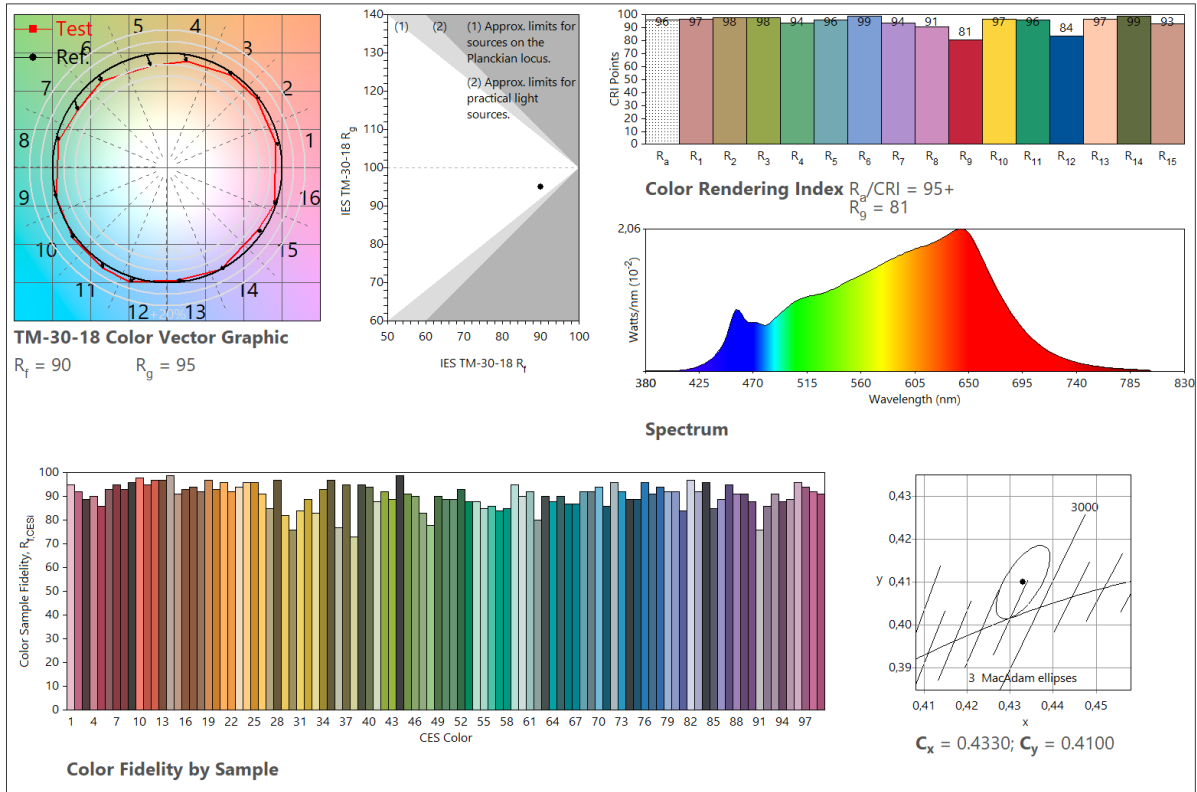 Test
Ref.
5
4
6
3
7
2
8
1
9
16
10
15
11
14
12
13
+20%
TM-30-18 Color Vector Graphic
Rf = 90
Rg = 95
IES TM-30-18 Rg
140
130
120
110
100
90
80
70
60
(1)
(2)
(1) Approx. limits for
sources on the
Planckian locus.
(2) Approx. limits for
practical light
sources.
50 60 70 80 90 100
IES TM-30-18 Rf
CRI Points
100
90
80
70
60
50
40
30
20
10
0
96 97 98 98 94 96 99 94 91 81 97 96 84 97 99 93
Ra R1 R2 R3 R4 R5 R6 R7 R8 R9 R10 R11 R12 R13 R14 R15
Color Rendering Index Ra/CRI = 95+
R9 = 81
2,06
Watts/nm (10-2)
380 425 470 515 560 605 650 695 740 785 830
Wavelength (nm)
Spectrum
Color Sample Fidelity, Rf,CESi
100
90
80
70
60
50
40
30
20
10
0
1 4 7 10 13 16 19 22 25 28 31 34 37 40 43 46 49 52 55 58 61 64 67 70 73 76 79 82 85 88 91 94 97
CES Color
Color Fidelity by Sample
0,43
0,42
0,41
0,40
0,39
y
3000
3 MacAdam ellipses
0,41 0,42 0,43 0,44 0,45
x
Cx = 0.4330; Cy = 0.4100